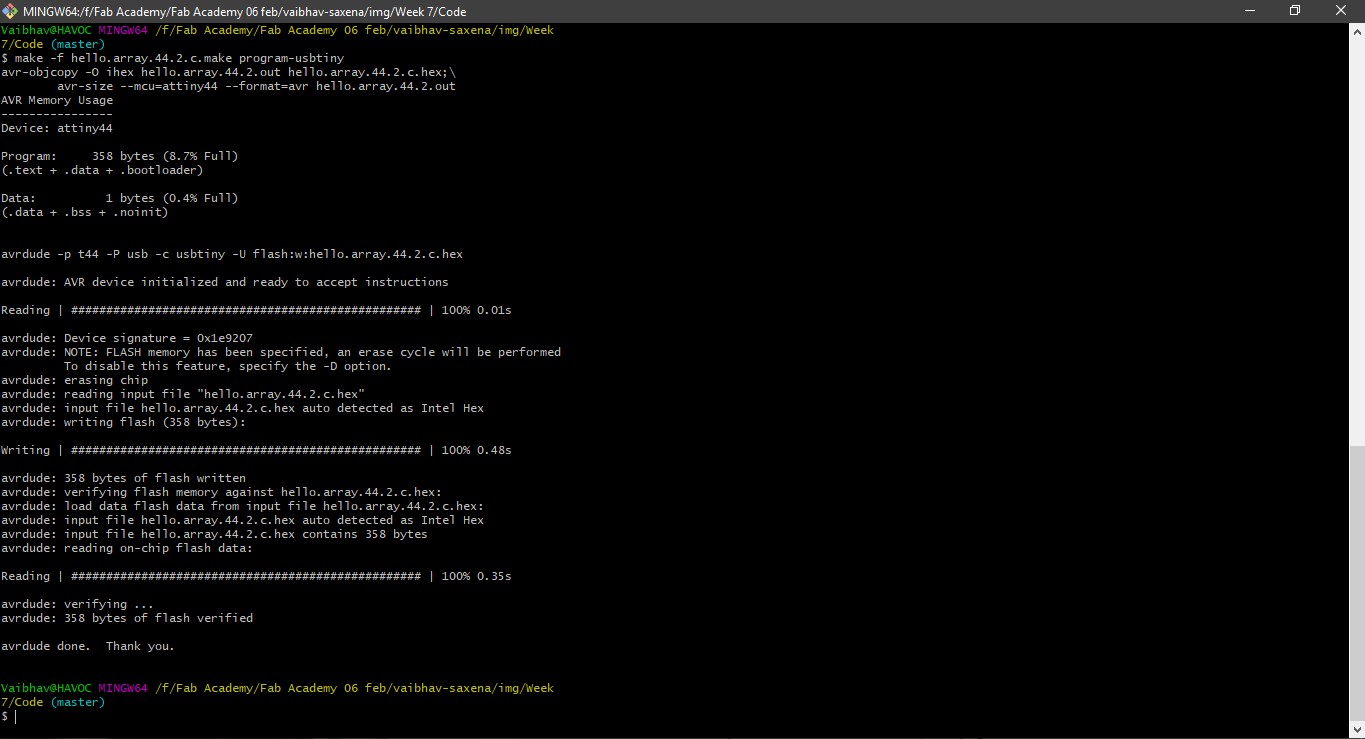 MINGW64:/f/Fab Academy/Fab Academy 06 feb/vaibhav-saxena/img/Week 7/Code
Vaibhav@HAVOC MINGW64 /f/Fab Academy/Fab Academy 06 feb/vaibhav-saxena/img/Week
7/Code (master)
$ make -f hello.array.44.2.c.make program-usbtiny
avr-objcopy -O ihex hello.array.44.2.out hello.array.44.2.c.hex;\
        avr-size --mcu=attiny44 --format=avr hello.array.44.2.out
AVR Memory Usage
----------------
Device: attiny44
Program:     358 bytes (8.7% Full)
(.text + .data + .bootloader)
Data:          1 bytes (0.4% Full)
(.data + .bss + .noinit)
avrdude -p t44 -P usb -c usbtiny -U flash:w:hello.array.44.2.c.hex
avrdude: AVR device initialized and ready to accept instructions
Reading | ################################################## | 100% 0.01s
avrdude: Device signature = 0x1e9207
avrdude: NOTE: FLASH memory has been specified, an erase cycle will be performed
         To disable this feature, specify the -D option.
avrdude: erasing chip
avrdude: reading input file "hello.array.44.2.c.hex"
avrdude: input file hello.array.44.2.c.hex auto detected as Intel Hex
avrdude: writing flash (358 bytes):
Writing | ################################################## | 100% 0.48s
avrdude: 358 bytes of flash written
avrdude: verifying flash memory against hello.array.44.2.c.hex:
avrdude: load data flash data from input file hello.array.44.2.c.hex:
avrdude: input file hello.array.44.2.c.hex auto detected as Intel Hex
avrdude: input file hello.array.44.2.c.hex contains 358 bytes
avrdude: reading on-chip flash data:
Reading | ################################################## | 100% 0.35s
avrdude: verifying ...
avrdude: 358 bytes of flash verified
avrdude done.  Thank you.
Vaibhav@HAVOC MINGW64 /f/Fab Academy/Fab Academy 06 feb/vaibhav-saxena/img/Week
7/Code (master)
$